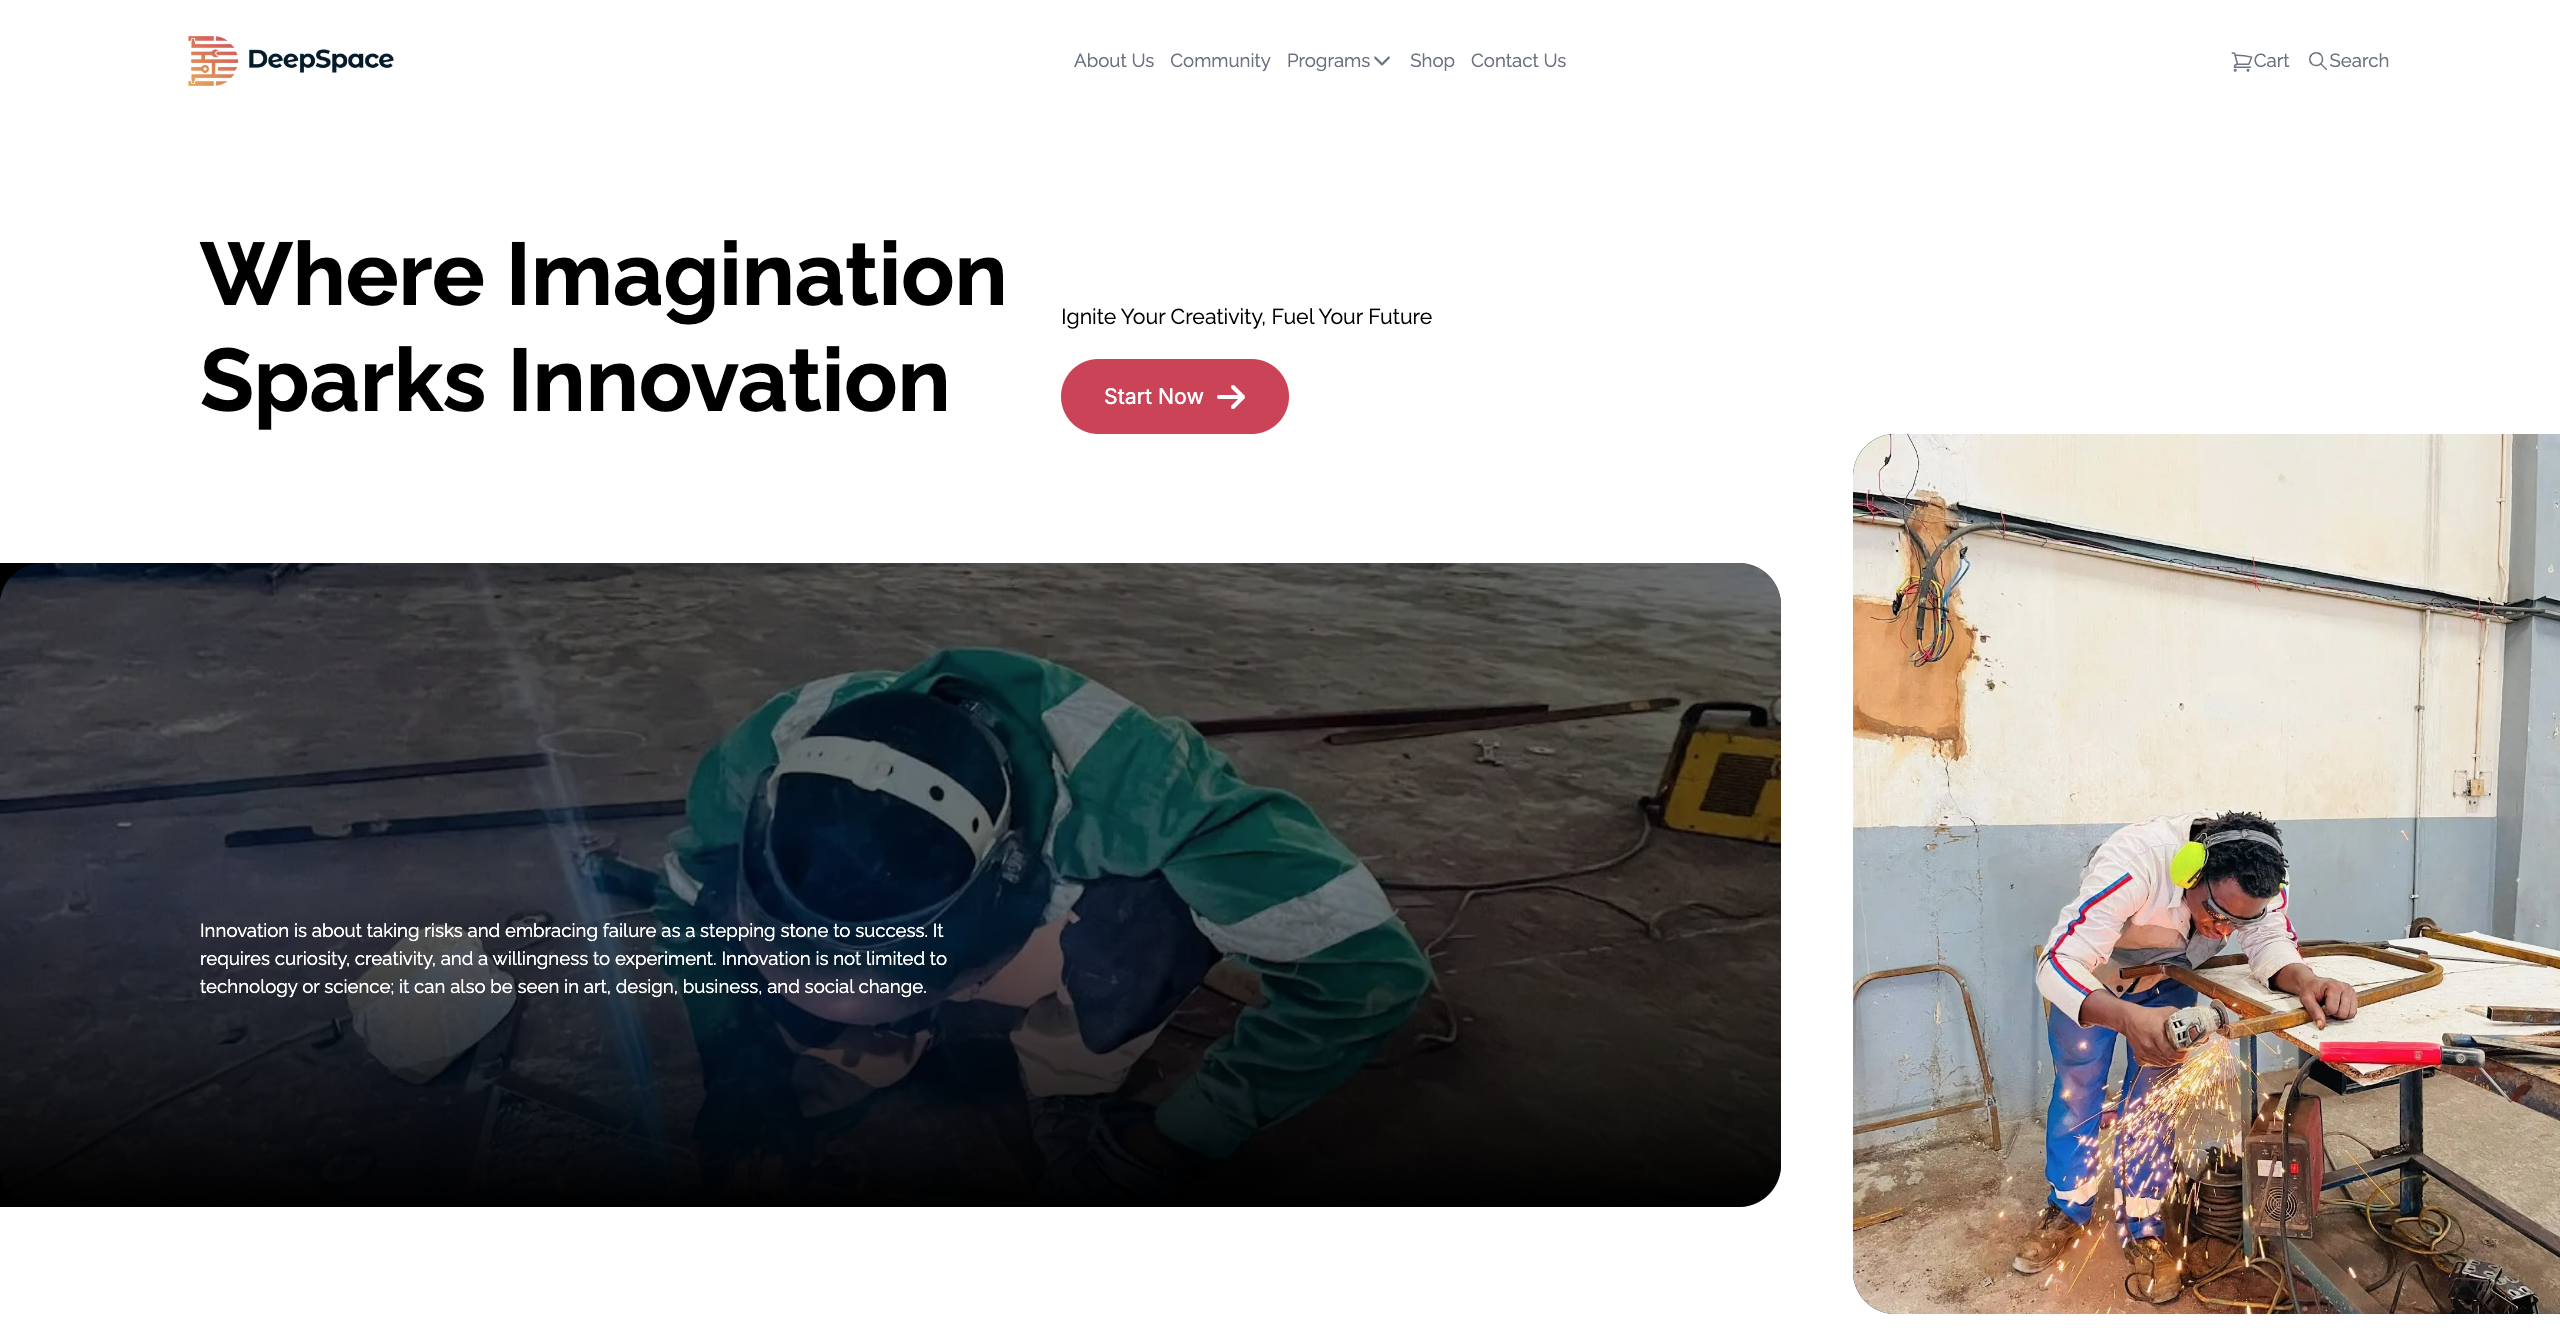 DeepSpace
About Us Community Programs Shop Contact Us
Cart Search
Where Imagination
Sparks Innovation
Ignite Your Creativity, Fuel Your Future
Start Now
Innovation is about taking risks and embracing failure as a stepping stone to success. It
requires curiosity, creativity, and a willingness to experiment. Innovation is not limited to
technology or science; it can also be seen in art, design, business, and social change.